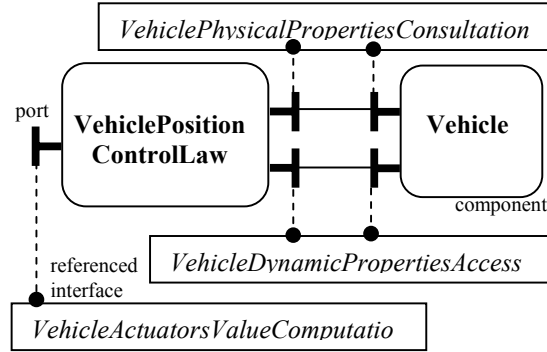 VehiclePhysicalPropertiesConsultation
port
VehiclePosition
ControlLaw
Vehicle
component
referenced
interface
VehicleDynamicPropertiesAccess
VehicleActuatorsValueComputatio